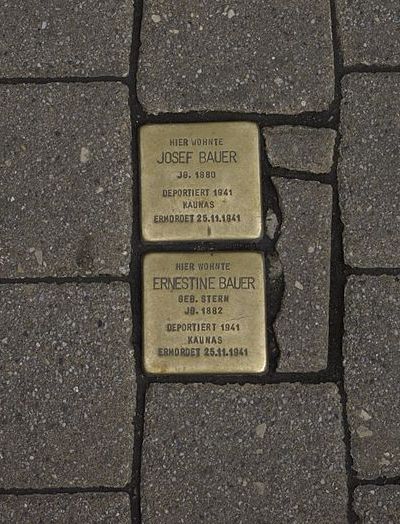 HIER WOHNTE
JOSEF BAUER
JG. 1880
DEPORTIERT 1941
KAUNAS
ERMORDET 25.11.1941
HIER WOHNTE
ERNESTINE BAUER
GEB. STERN
JG. 1882
DEPORTIERT 1941
KAUNAS
ERMORDET 25.11.1941